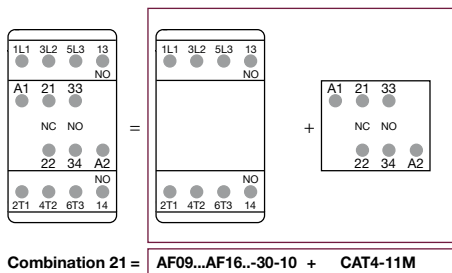 1L1 3L2 5L3 13
NO
A1 21 33
NC NO
22 34 A2
NO
2T1 4T2 6T3 14
=
1L1 3L2 5L3 13
NO
NO
2T1 4T2 6T3 14
+
A1 21 33
NC NO
22 34 A2
Combination 21 = AF09...AF16..-30-10 + CAT4-11M